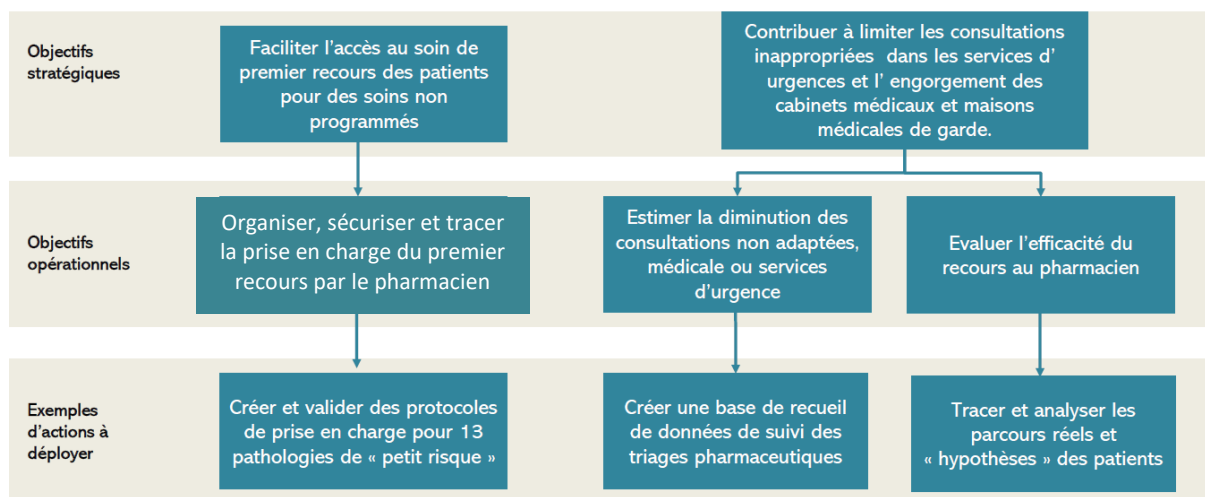 Objectifs
stratégiques
Faciliter l’accès au soin de
premier recours des patients
pour des soins non
programmés
Contribuer à limiter les consultations
inappropriées dans les services d’
urgences et l’ engorgement des
cabinets médicaux et maisons
médicales de garde.
Objectifs
opérationnels
Organiser, sécuriser et tracer
la prise en charge du premier
recours par le pharmacien
Estimer la diminution des
consultations non adaptées,
médicale ou services
d’urgence
Evaluer l’efficacité du
recours au pharmacien
Exemples
d’actions à
déployer
Créer et valider des protocoles
de prise en charge pour 13
pathologies de « petit risque »
Créer une base de recueil
de données de suivi des
triages pharmaceutiques
Tracer et analyser les
parcours réels et
« hypothèses » des patients